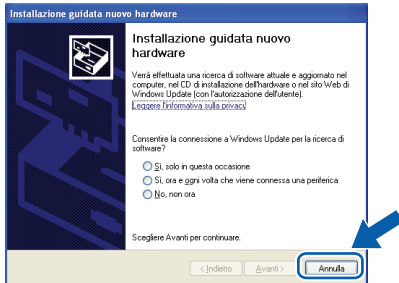 Installazione guidata nuovo hardware
Installazione guidata nuovo
hardware
Verrà effettuata una ricerca di software attuale e aggiornato nel
computer, nel CD di installazione dell'hardware o nel sito Web di
Windows Update (con l'autorizzazione dell'utente).
Leggere l'informativa sulla privacy
Consentire la connessione a Windows Update per la ricerca di
software?
Sì, solo in questa occasione
Sì, ora e ogni volta che viene connessa una periferica
No, non ora
Scegliere Avanti per continuare.
< Indietro Avanti > Annulla